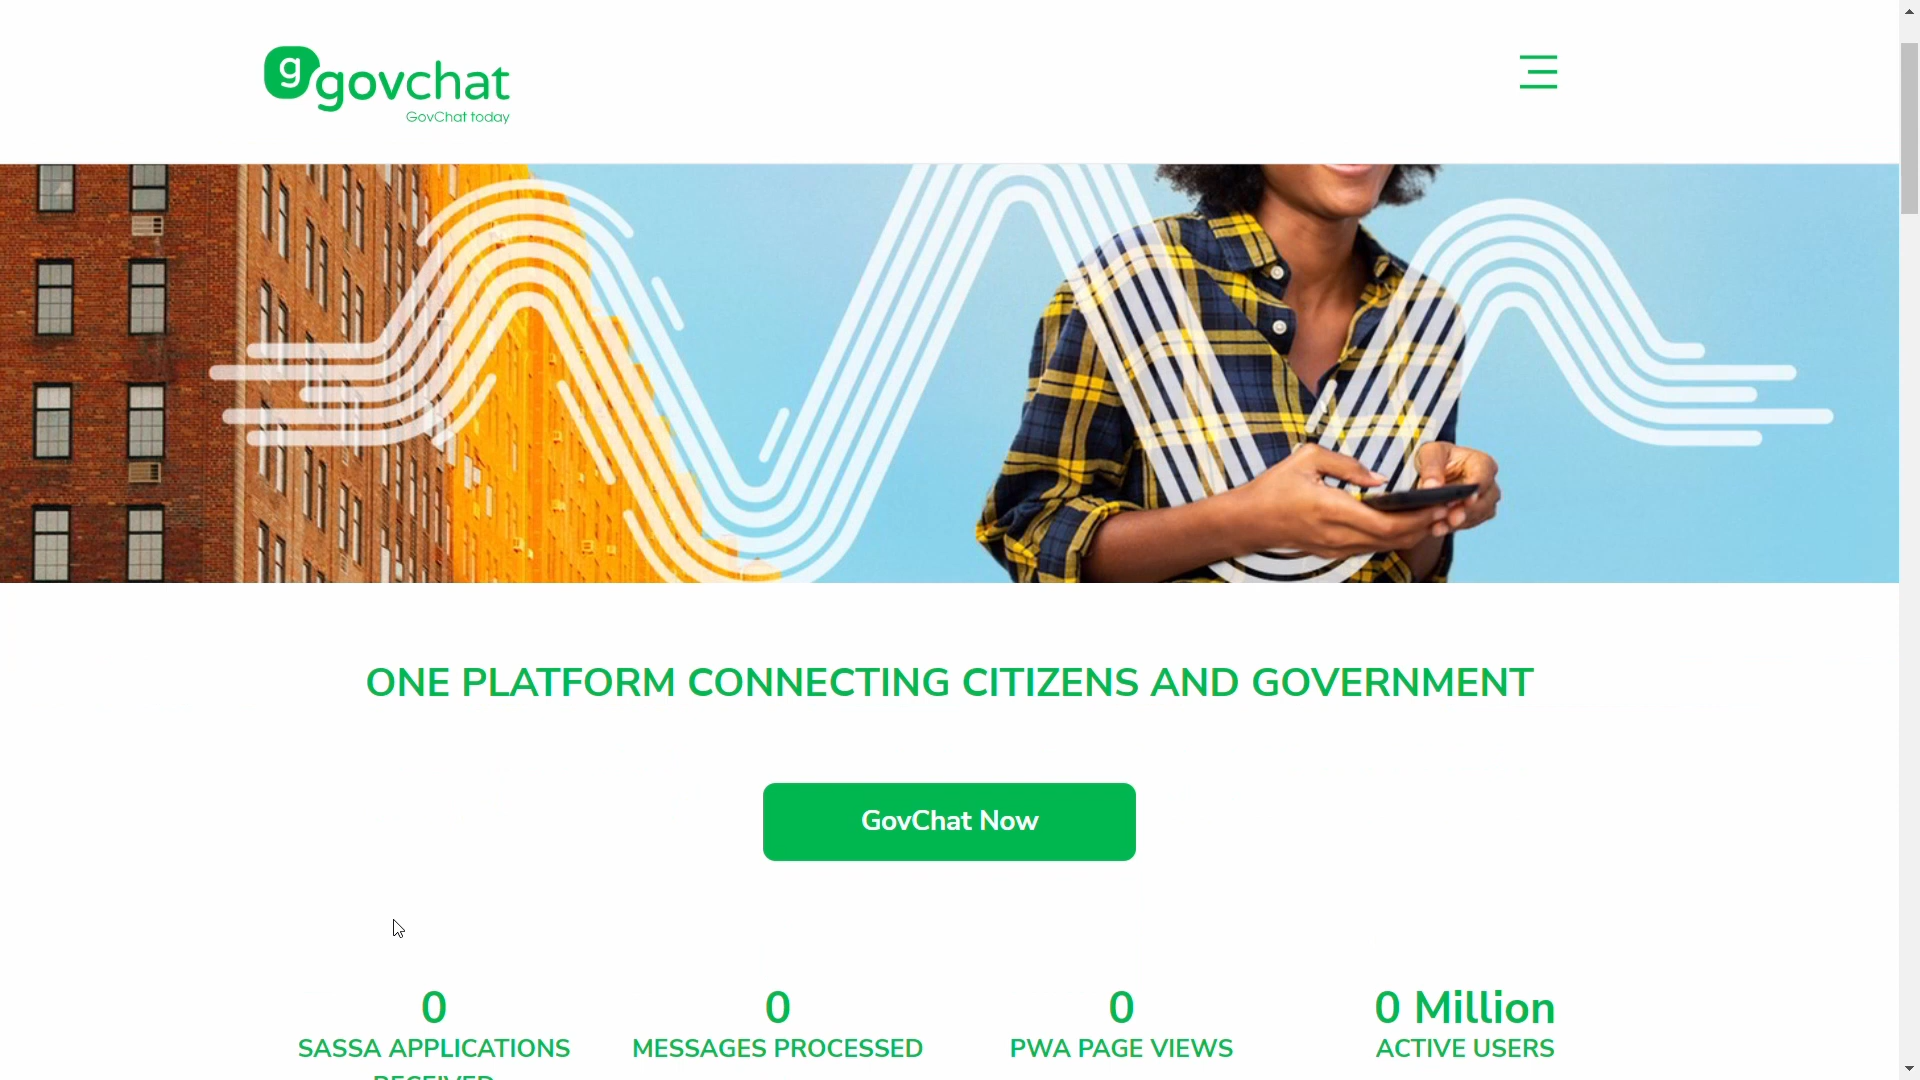 g govchat
GovChat today
ONE PLATFORM CONNECTING CITIZENS AND GOVERNMENT
GovChat Now
0
SASSA APPLICATIONS
RECEIVED
0
MESSAGES PROCESSED
0
PWA PAGE VIEWS
0 Million
ACTIVE USERS